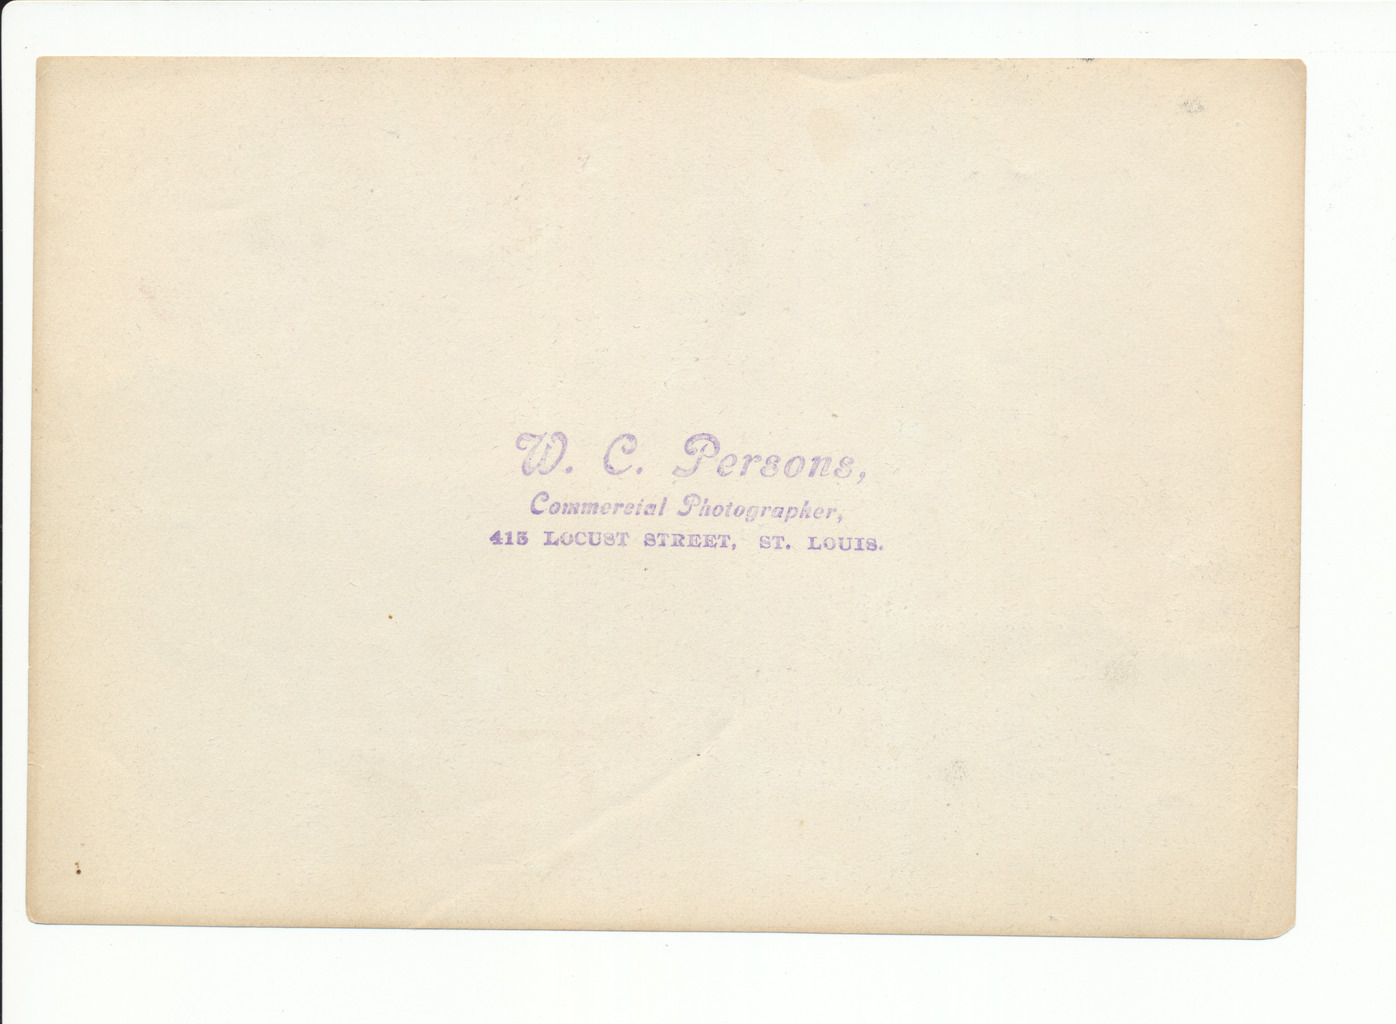 W. C. Persons,
Commercial Photographer,
415 LOCUST STREET, ST. LOUIS.